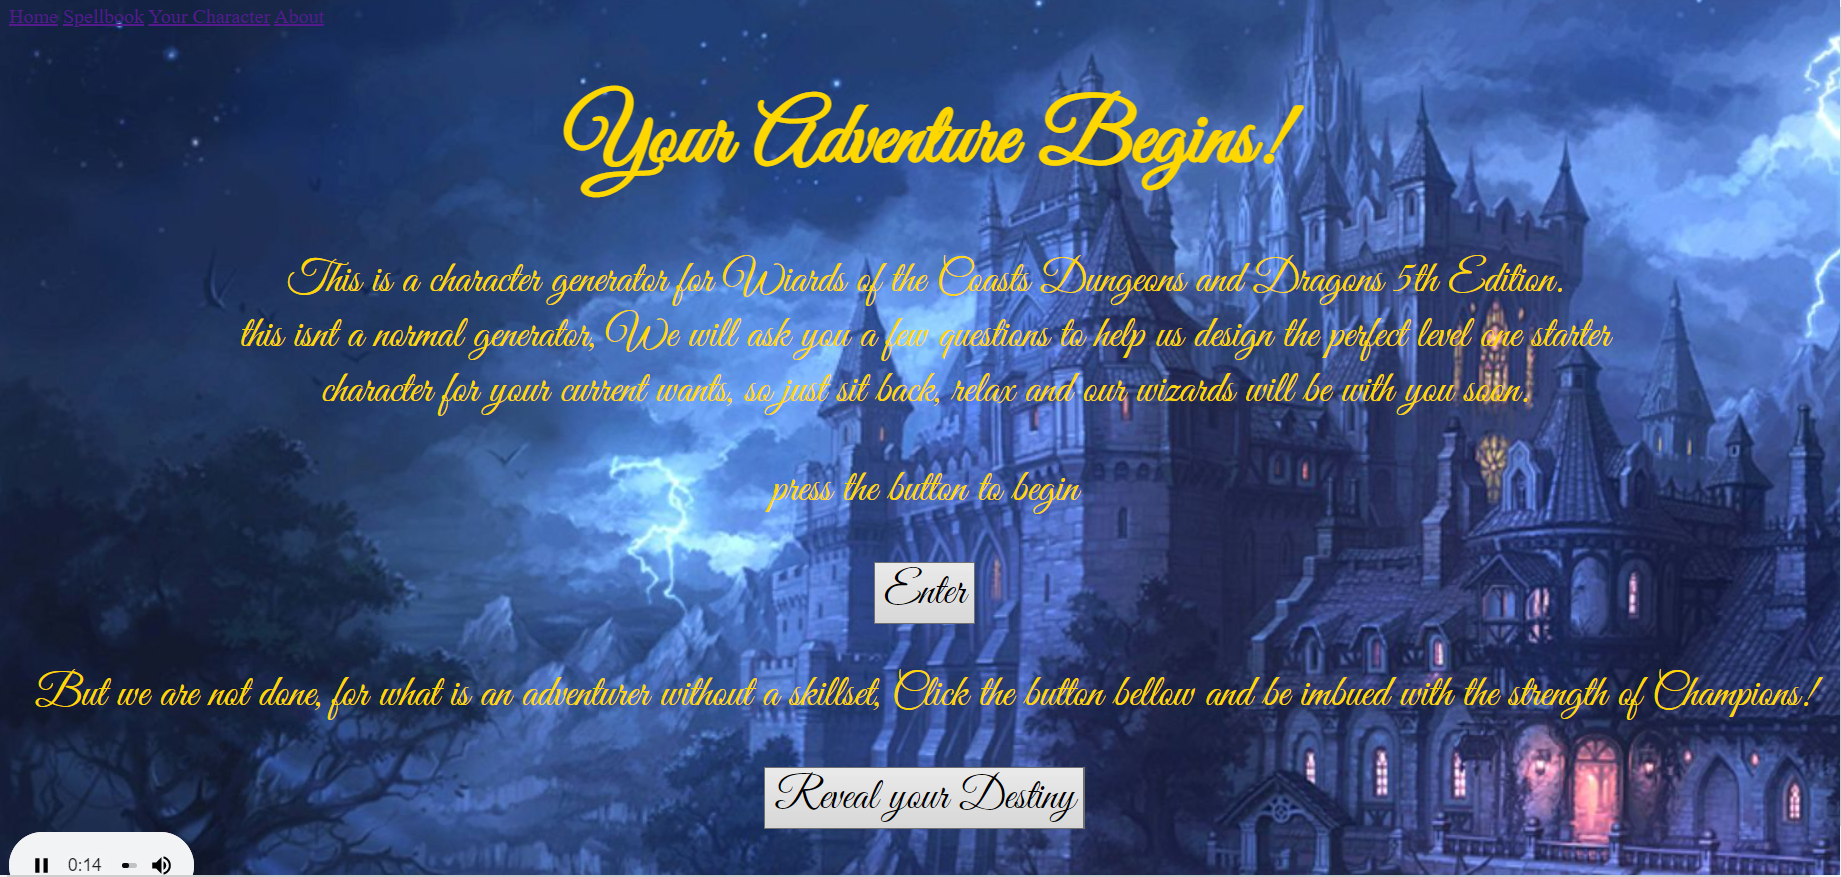 Home Spellbook Your Character About
Your Adventure Begins!
This is a character generator for Wiards of the Coasts Dungeons and Dragons 5th Edition.
this isnt a normal generator, We will ask you a few questions to help us design the perfect level one starter
character for your current wants, so just sit back, relax and our wizards will be with you soon.
press the button to begin
Enter
But we are not done, for what is an adventurer without a skillset, Click the button bellow and be imbued with the strength of Champions!
Reveal your Destiny
0:14